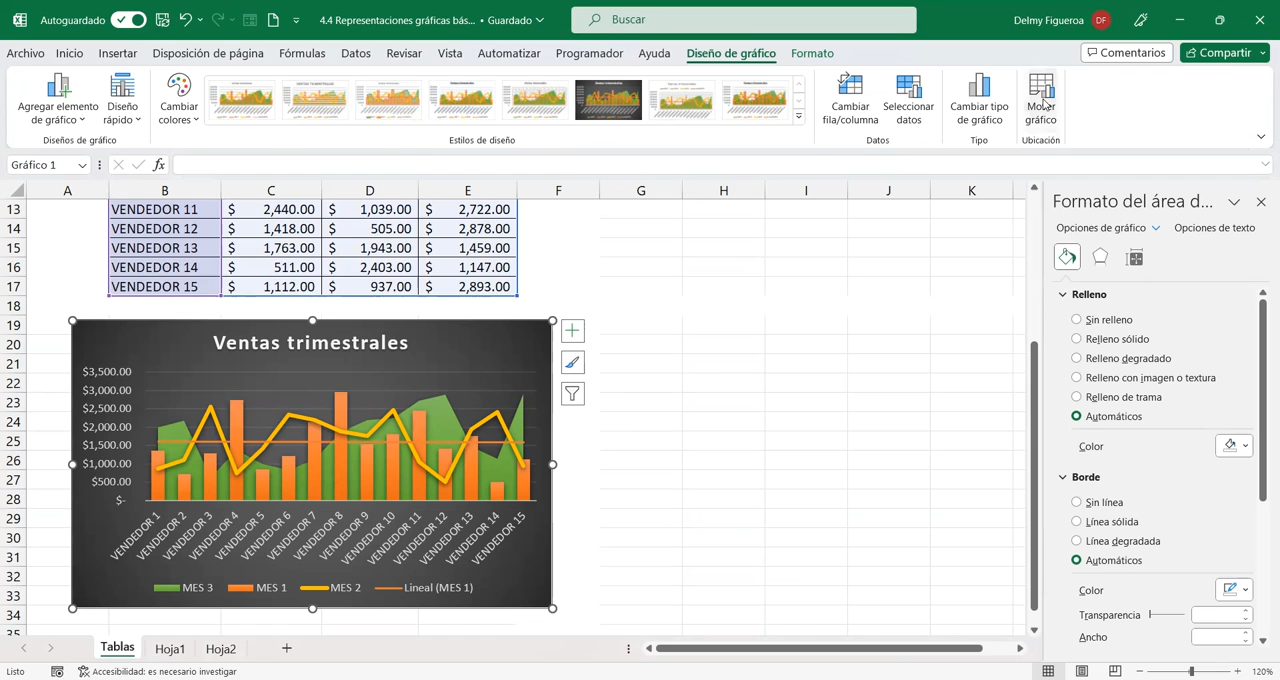 Autoguardado 4.4 Representaciones gráficas bás... • Guardado Buscar Delmy Figueroa DF
Archivo Inicio Insertar Disposición de página Fórmulas Datos Revisar Vista Automatizar Programador Ayuda Diseño de gráfico Formato Comentarios Compartir
Agregar elemento de gráfico
Diseño rápido
Cambiar colores
Cambiar fila/columna
Seleccionar datos
Cambiar tipo de gráfico
Mover gráfico
Diseños de gráfico Estilos de diseño Datos Tipo Ubicación
Gráfico 1 fx
A B C D E F G H I J K
13 VENDEDOR 11 $ 2,440.00 $ 1,039.00 $ 2,722.00
14 VENDEDOR 12 $ 1,418.00 $ 505.00 $ 2,878.00
15 VENDEDOR 13 $ 1,763.00 $ 1,943.00 $ 1,459.00
16 VENDEDOR 14 $ 511.00 $ 2,403.00 $ 1,147.00
17 VENDEDOR 15 $ 1,112.00 $ 937.00 $ 2,893.00
18
19
20
21
22
23
24
25
26
27
28
29
30
31
32
33
34
35
Ventas trimestrales
$3,500.00
$3,000.00
$2,500.00
$2,000.00
$1,500.00
$1,000.00
$500.00
$-
VENDEDOR 1
VENDEDOR 2
VENDEDOR 3
VENDEDOR 4
VENDEDOR 5
VENDEDOR 6
VENDEDOR 7
VENDEDOR 8
VENDEDOR 9
VENDEDOR 10
VENDEDOR 11
VENDEDOR 12
VENDEDOR 13
VENDEDOR 14
VENDEDOR 15
MES 3 MES 1 MES 2 Lineal (MES 1)
Formato del área d...
Opciones de gráfico Opciones de texto
Relleno
Sin relleno
Relleno sólido
Relleno degradado
Relleno con imagen o textura
Relleno de trama
Automáticos
Color
Borde
Sin línea
Línea sólida
Línea degradada
Automáticos
Color
Transparencia
Ancho
Tablas Hoja1 Hoja2
Listo Accesibilidad: es necesario investigar 120%